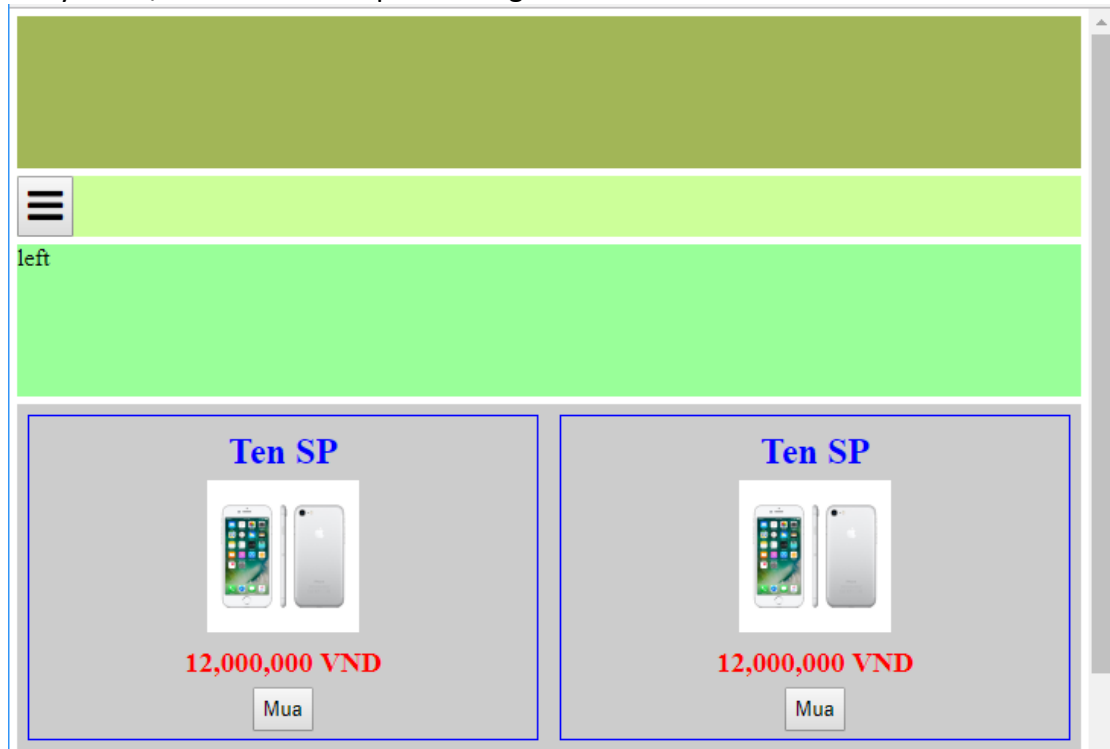 left
Ten SP
Ten SP
12,000,000 VND
12,000,000 VND
Mua
Mua